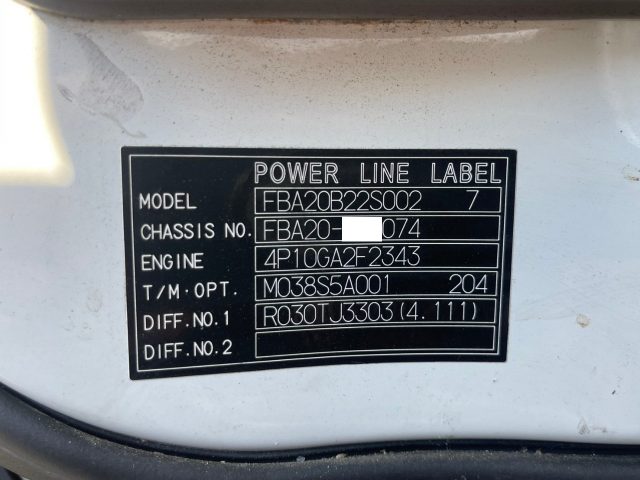 POWER LINE LABEL
MODEL FBA20B22S002 7
CHASSIS NO. FBA20- 074
ENGINE 4P10GA2F2343
T/M·OPT. M038S5A001 204
DIFF.NO.1 R030TJ3303(4.111)
DIFF.NO.2